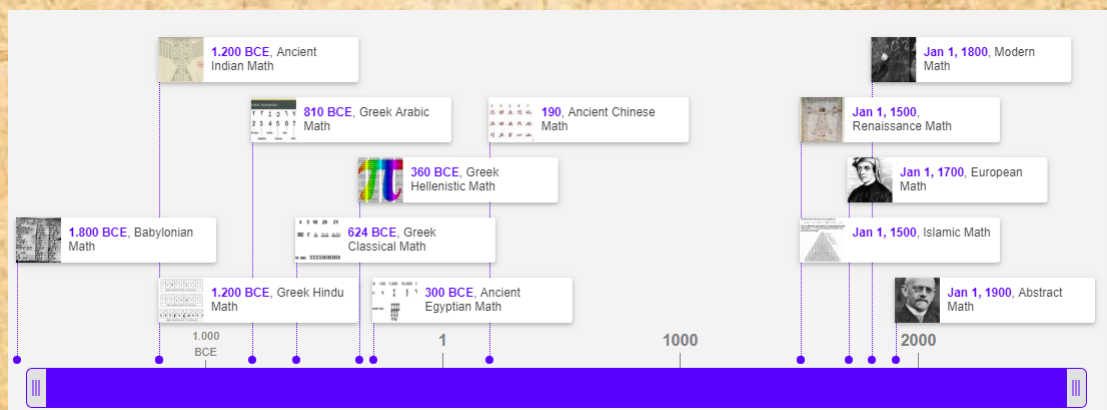 1.200 BCE, Ancient
Indian Math
Jan 1, 1800, Modern
Math
810 BCE, Greek Arabic
Math
190, Ancient Chinese
Math
Jan 1, 1500,
Renaissance Math
360 BCE, Greek
Hellenistic Math
Jan 1, 1700, European
Math
1.800 BCE, Babylonian
Math
624 BCE, Greek
Classical Math
Jan 1, 1500, Islamic Math
1.200 BCE, Greek Hindu
Math
300 BCE, Ancient
Egyptian Math
Jan 1, 1900, Abstract
Math
1.000
BCE
1
1000
2000